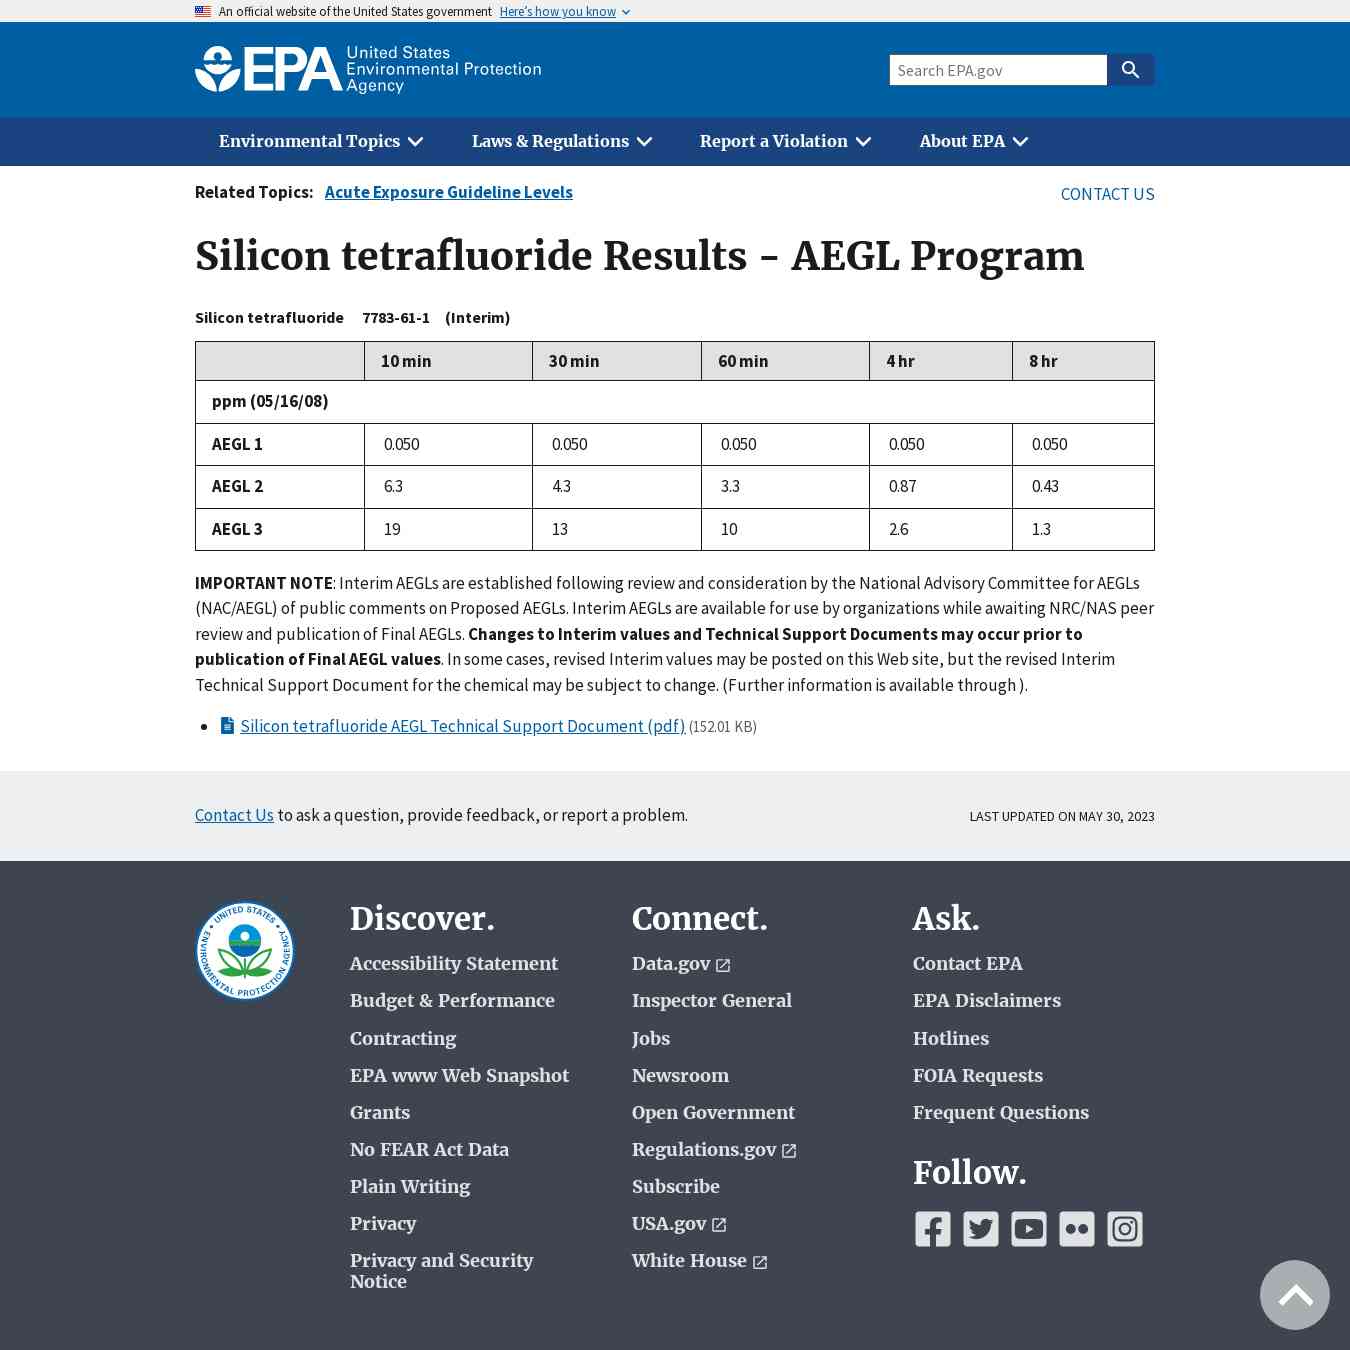 An official website of the United States government Here’s how you know
EPA United States
Environmental Protection
Agency
Search EPA.gov
Environmental Topics Laws & Regulations Report a Violation About EPA
Related Topics: Acute Exposure Guideline Levels CONTACT US
Silicon tetrafluoride Results - AEGL Program
Silicon tetrafluoride 7783-61-1 (Interim)
10 min 30 min 60 min 4 hr 8 hr
ppm (05/16/08)
AEGL 1 0.050 0.050 0.050 0.050 0.050
AEGL 2 6.3 4.3 3.3 0.87 0.43
AEGL 3 19 13 10 2.6 1.3
IMPORTANT NOTE: Interim AEGLs are established following review and consideration by the National Advisory Committee for AEGLs
(NAC/AEGL) of public comments on Proposed AEGLs. Interim AEGLs are available for use by organizations while awaiting NRC/NAS peer
review and publication of Final AEGLs. Changes to Interim values and Technical Support Documents may occur prior to
publication of Final AEGL values. In some cases, revised Interim values may be posted on this Web site, but the revised Interim
Technical Support Document for the chemical may be subject to change. (Further information is available through ).
Silicon tetrafluoride AEGL Technical Support Document (pdf) (152.01 KB)
Contact Us to ask a question, provide feedback, or report a problem. LAST UPDATED ON MAY 30, 2023
UNITED STATES
ENVIRONMENTAL PROTECTION AGENCY
Discover.
Accessibility Statement
Budget & Performance
Contracting
EPA www Web Snapshot
Grants
No FEAR Act Data
Plain Writing
Privacy
Privacy and Security
Notice
Connect.
Data.gov
Inspector General
Jobs
Newsroom
Open Government
Regulations.gov
Subscribe
USA.gov
White House
Ask.
Contact EPA
EPA Disclaimers
Hotlines
FOIA Requests
Frequent Questions
Follow.